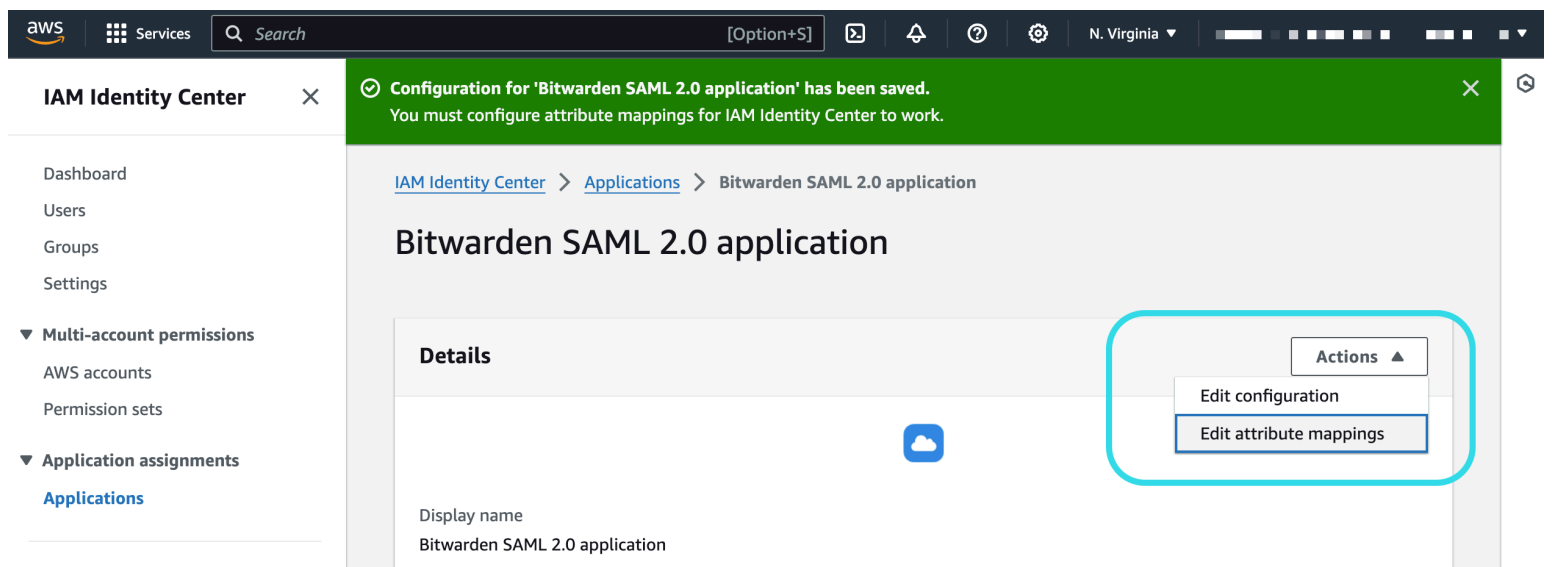 aws Services Search [Option+S] N. Virginia
IAM Identity Center
Dashboard
Users
Groups
Settings
Multi-account permissions
AWS accounts
Permission sets
Application assignments
Applications
Configuration for 'Bitwarden SAML 2.0 application' has been saved.
You must configure attribute mappings for IAM Identity Center to work.
IAM Identity Center > Applications > Bitwarden SAML 2.0 application
Bitwarden SAML 2.0 application
Details
Actions
Edit configuration
Edit attribute mappings
Display name
Bitwarden SAML 2.0 application